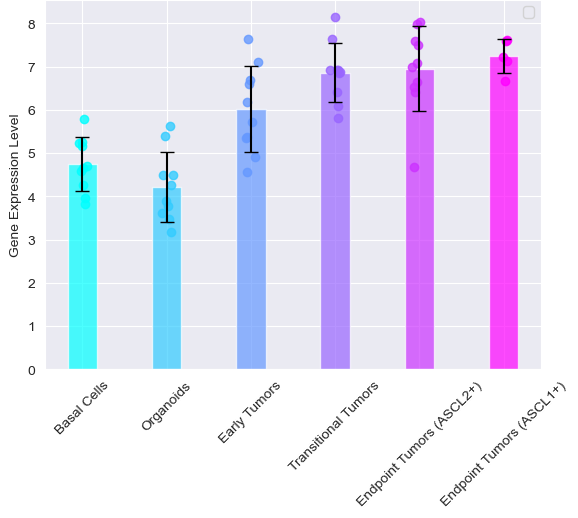 8
7
6
5
4
3
2
1
0
Gene Expression Level
Basal Cells
Organoids
Early Tumors
Transitional Tumors
Endpoint Tumors (ASCL2+)
Endpoint Tumors (ASCL1+)